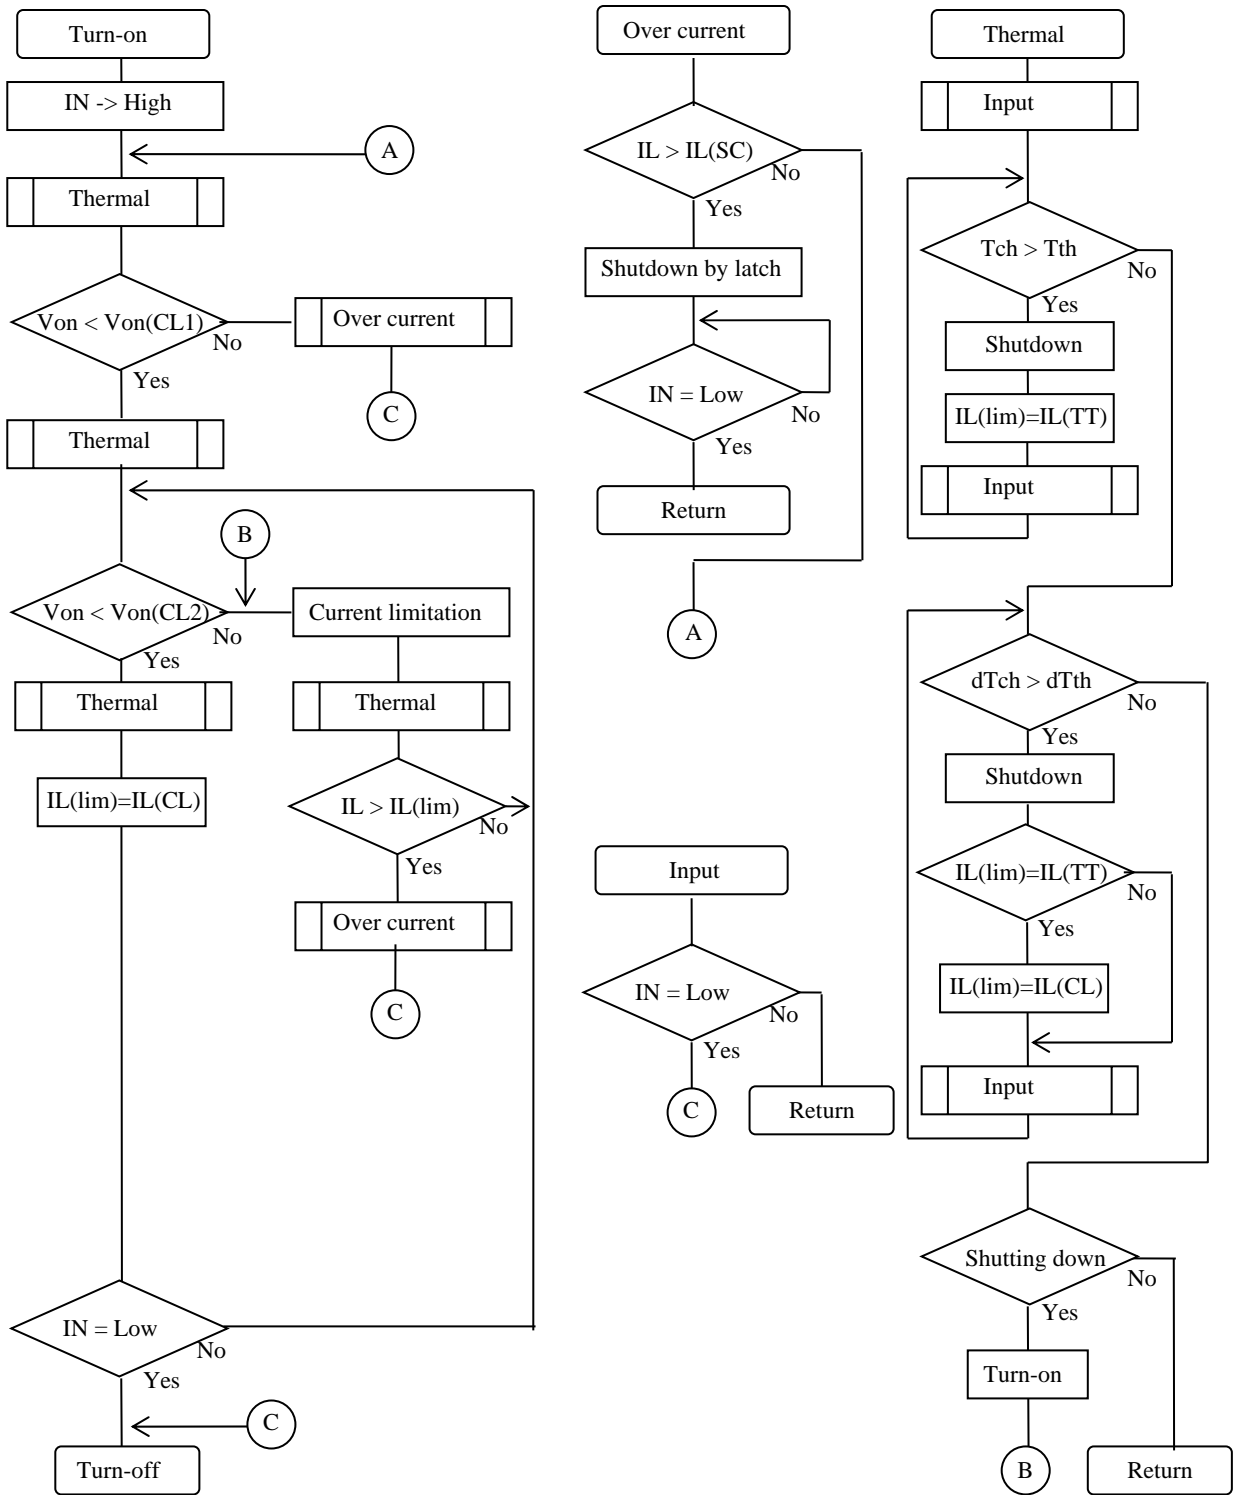 Turn-on
IN -> High
A
Thermal
Von < Von(CL1)
No
Over current
Yes
C
Thermal
B
Von < Von(CL2)
No
Current limitation
Yes
Thermal
Thermal
IL(lim)=IL(CL)
IL > IL(lim)
No
Yes
Over current
C
IN = Low
No
Yes
C
Turn-off
Over current
IL > IL(SC)
No
Yes
Shutdown by latch
IN = Low
No
Yes
Return
A
Input
IN = Low
No
Yes
C
Return
Thermal
Input
Tch > Tth
No
Yes
Shutdown
IL(lim)=IL(TT)
Input
dTch > dTth
No
Yes
Shutdown
IL(lim)=IL(TT)
No
Yes
IL(lim)=IL(CL)
Input
Shutting down
No
Yes
Turn-on
B
Return